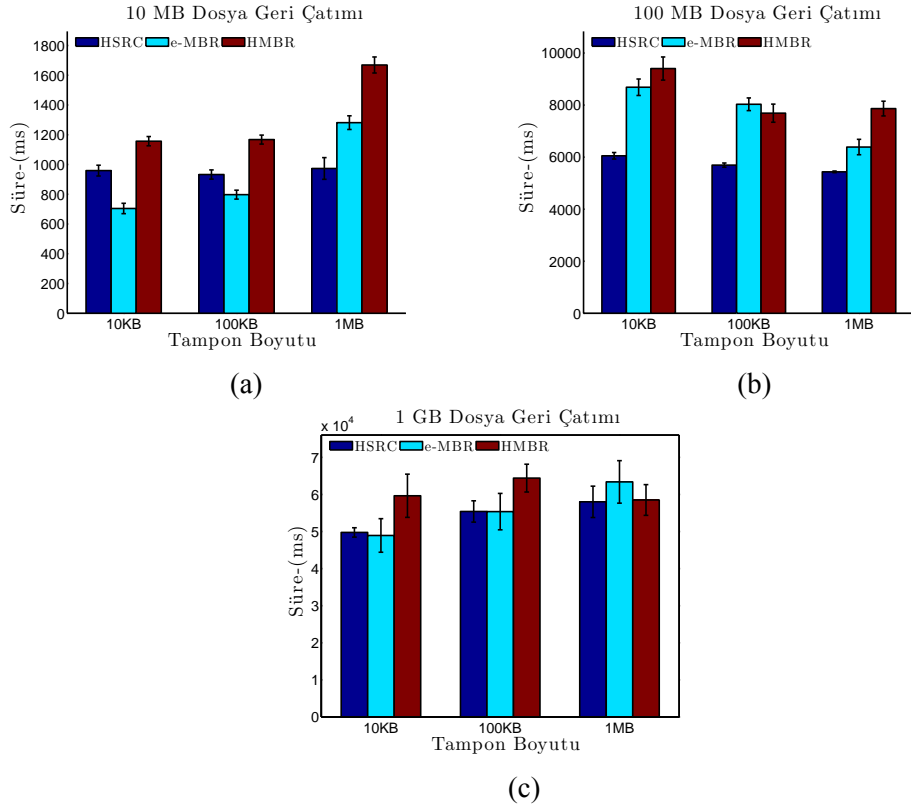 10 MB Dosya Geri Çatımı
HSRC e-MBR HMBR
1800
1600
1400
1200
1000
800
600
400
200
0
Süre-(ms)
10KB 100KB 1MB
Tampon Boyutu
(a)
100 MB Dosya Geri Çatımı
HSRC e-MBR HMBR
10000
8000
6000
4000
2000
0
Süre-(ms)
10KB 100KB 1MB
Tampon Boyutu
(b)
1 GB Dosya Geri Çatımı
x 10⁴
HSRC e-MBR HMBR
7
6
5
4
3
2
1
0
Süre-(ms)
10KB 100KB 1MB
Tampon Boyutu
(c)